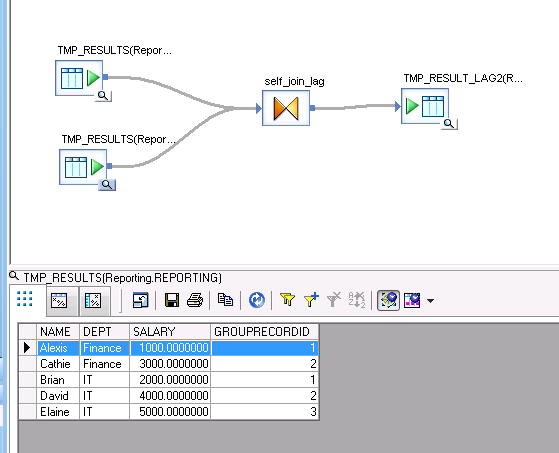 TMP_RESULTS(Repor...
self_join_lag
TMP_RESULT_LAG2(R...
TMP_RESULTS(Repor...
TMP_RESULTS(Reporting.REPORTING)
NAME DEPT SALARY GROUPRECORDID
Alexis Finance 1000.0000000 1
Cathie Finance 3000.0000000 2
Brian IT 2000.0000000 1
David IT 4000.0000000 2
Elaine IT 5000.0000000 3